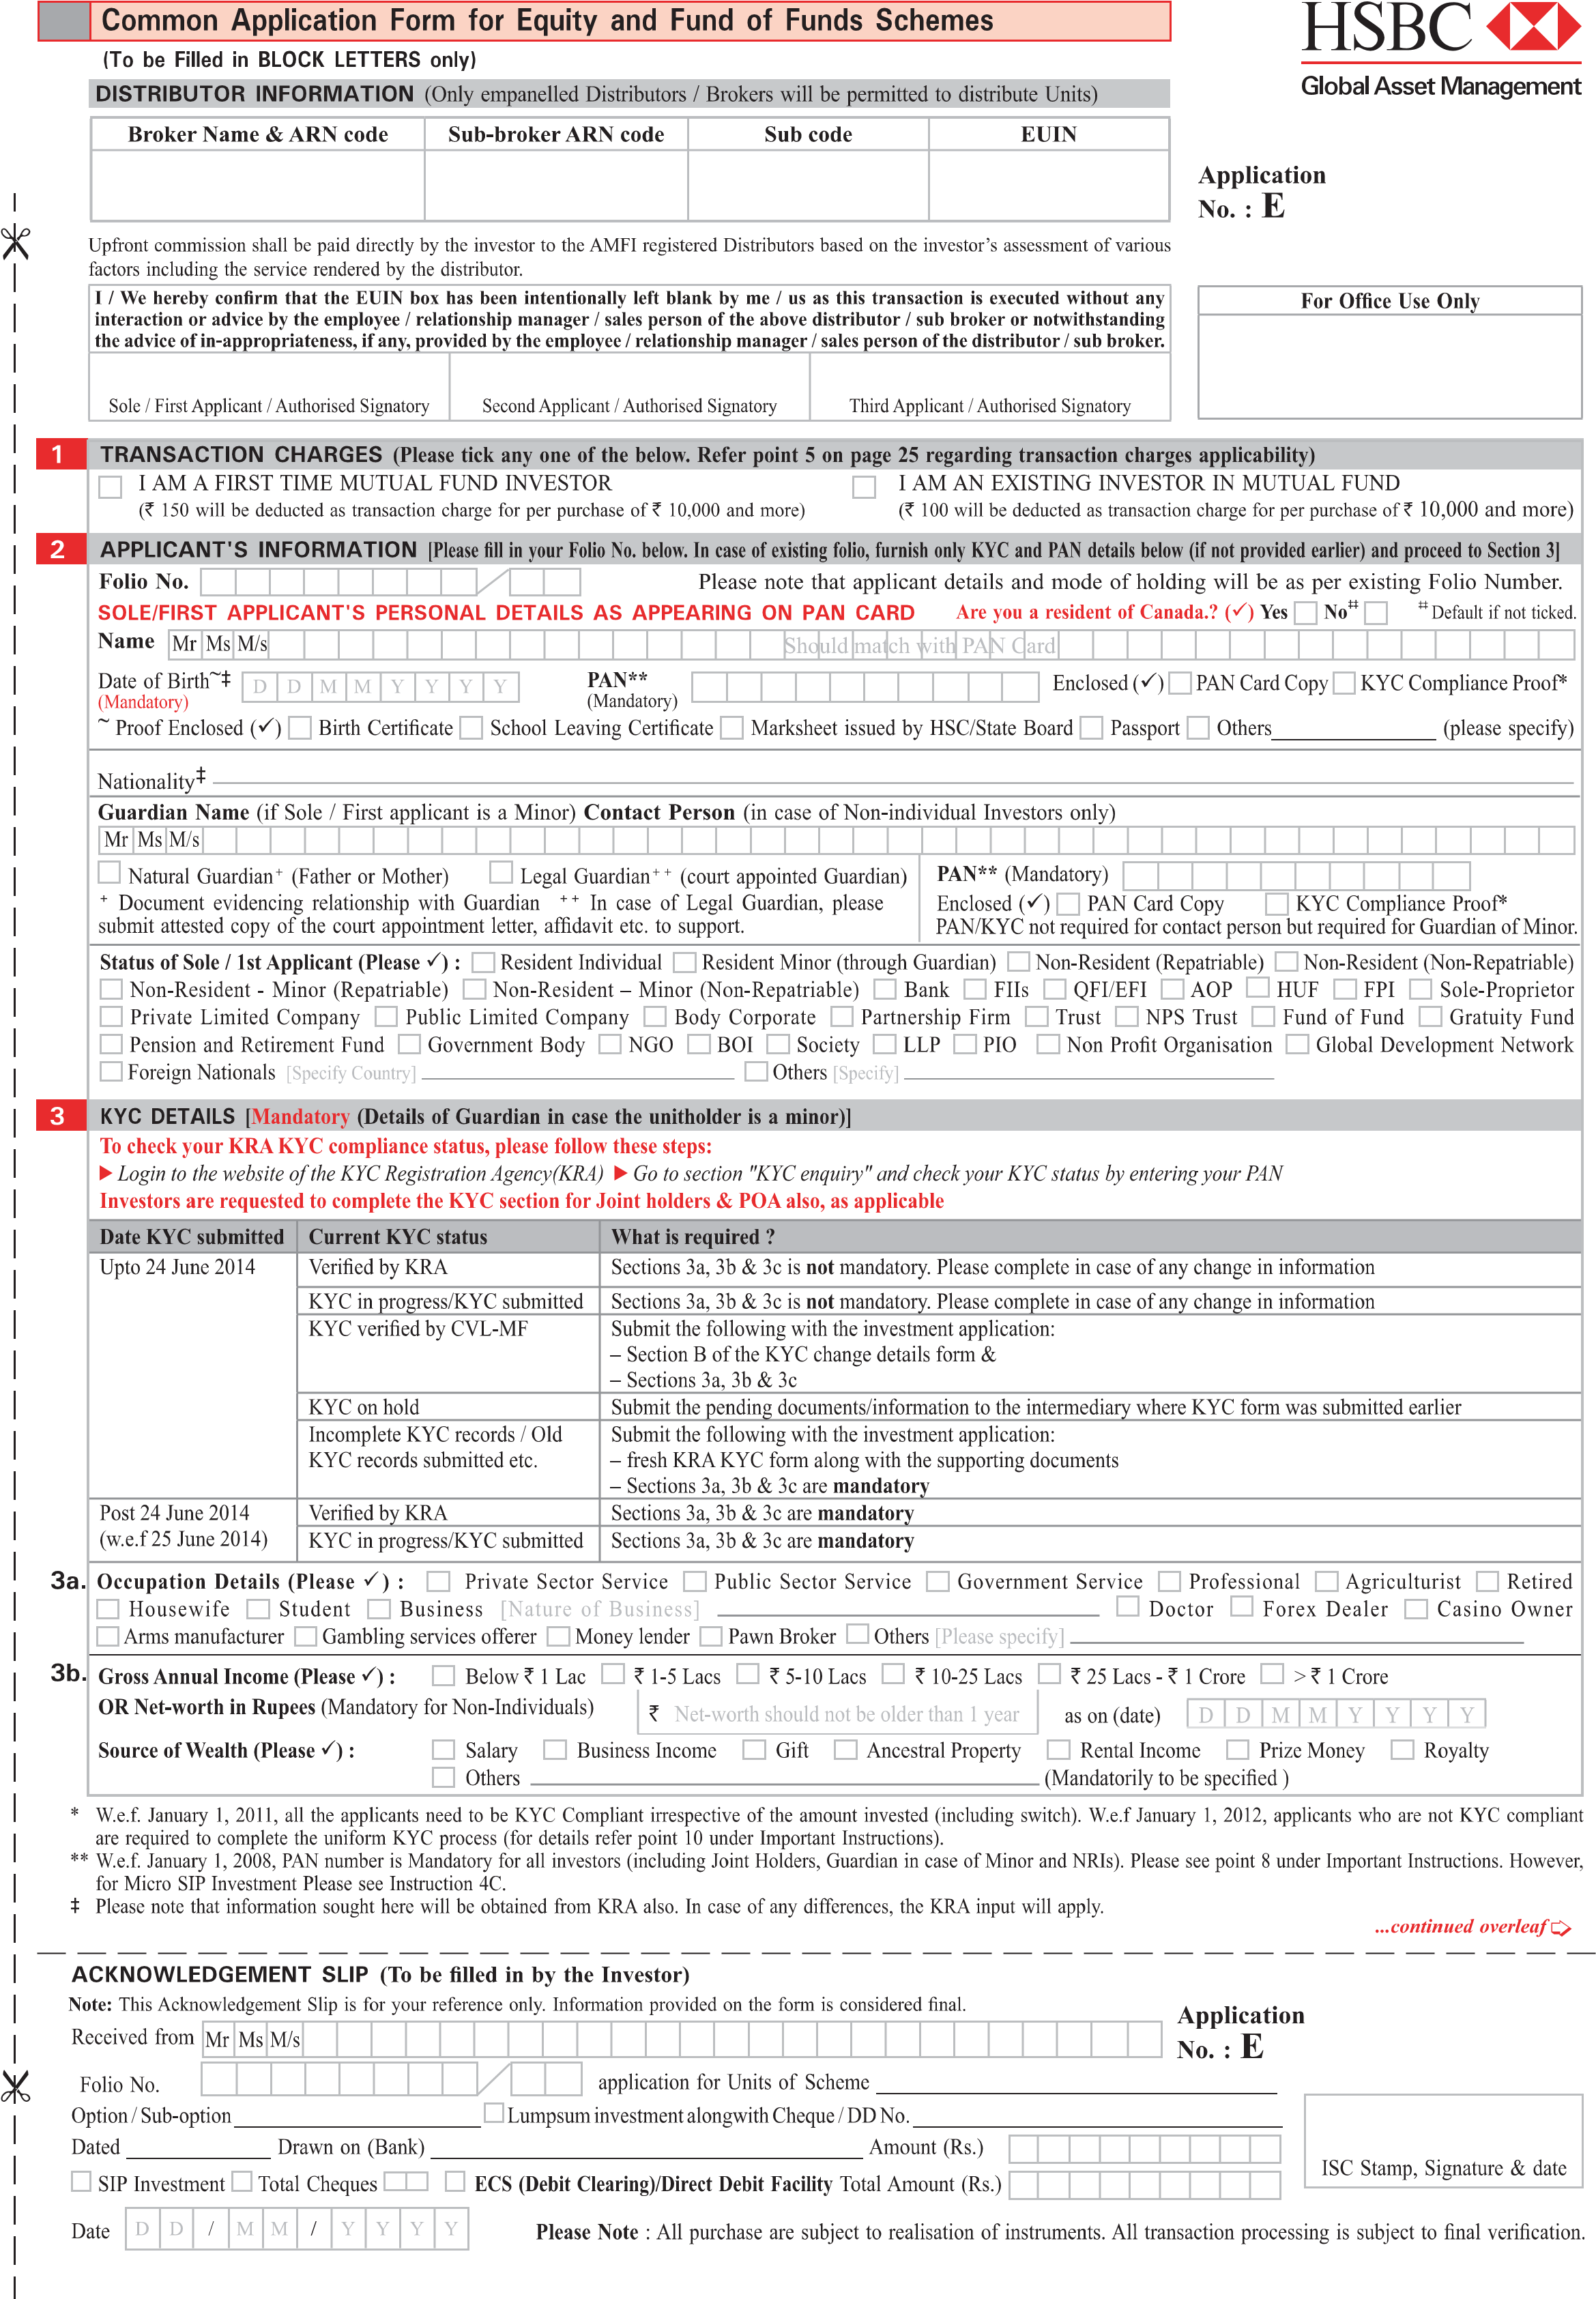 Common Application Form for Equity and Fund of Funds Schemes
HSBC
Global Asset Management
(To be Filled in BLOCK LETTERS only)
DISTRIBUTOR INFORMATION (Only empanelled Distributors / Brokers will be permitted to distribute Units)
Broker Name & ARN code Sub-broker ARN code Sub code EUIN
Application
No. : E
Upfront commission shall be paid directly by the investor to the AMFI registered Distributors based on the investor's assessment of various
factors including the service rendered by the distributor.
I / We hereby confirm that the EUIN box has been intentionally left blank by me / us as this transaction is executed without any
interaction or advice by the employee / relationship manager / sales person of the above distributor / sub broker or notwithstanding
the advice of in-appropriateness, if any, provided by the employee / relationship manager / sales person of the distributor / sub broker.
For Office Use Only
Sole / First Applicant / Authorised Signatory Second Applicant / Authorised Signatory Third Applicant / Authorised Signatory
1 TRANSACTION CHARGES (Please tick any one of the below. Refer point 5 on page 25 regarding transaction charges applicability)
I AM A FIRST TIME MUTUAL FUND INVESTOR I AM AN EXISTING INVESTOR IN MUTUAL FUND
(₹ 150 will be deducted as transaction charge for per purchase of ₹ 10,000 and more) (₹ 100 will be deducted as transaction charge for per purchase of ₹ 10,000 and more)
2 APPLICANT'S INFORMATION [Please fill in your Folio No. below. In case of existing folio, furnish only KYC and PAN details below (if not provided earlier) and proceed to Section 3]
Folio No. Please note that applicant details and mode of holding will be as per existing Folio Number.
SOLE/FIRST APPLICANT'S PERSONAL DETAILS AS APPEARING ON PAN CARD Are you a resident of Canada.? (✓) Yes No⌗ ⌗ Default if not ticked.
Name Mr Ms M/s Should match with PAN Card
Date of Birth~‡ D D M M Y Y Y Y PAN** Enclosed (✓) PAN Card Copy KYC Compliance Proof*
(Mandatory) (Mandatory)
~ Proof Enclosed (✓) Birth Certificate School Leaving Certificate Marksheet issued by HSC/State Board Passport Others (please specify)
Nationality‡
Guardian Name (if Sole / First applicant is a Minor) Contact Person (in case of Non-individual Investors only)
Mr Ms M/s
Natural Guardian+ (Father or Mother) Legal Guardian++ (court appointed Guardian) PAN** (Mandatory)
+ Document evidencing relationship with Guardian ++ In case of Legal Guardian, please Enclosed (✓) PAN Card Copy KYC Compliance Proof*
submit attested copy of the court appointment letter, affidavit etc. to support. PAN/KYC not required for contact person but required for Guardian of Minor.
Status of Sole / 1st Applicant (Please ✓) : Resident Individual Resident Minor (through Guardian) Non-Resident (Repatriable) Non-Resident (Non-Repatriable)
Non-Resident - Minor (Repatriable) Non-Resident – Minor (Non-Repatriable) Bank FIIs QFI/EFI AOP HUF FPI Sole-Proprietor
Private Limited Company Public Limited Company Body Corporate Partnership Firm Trust NPS Trust Fund of Fund Gratuity Fund
Pension and Retirement Fund Government Body NGO BOI Society LLP PIO Non Profit Organisation Global Development Network
Foreign Nationals [Specify Country] Others [Specify]
3 KYC DETAILS [Mandatory (Details of Guardian in case the unitholder is a minor)]
To check your KRA KYC compliance status, please follow these steps:
▶ Login to the website of the KYC Registration Agency(KRA) ▶ Go to section "KYC enquiry" and check your KYC status by entering your PAN
Investors are requested to complete the KYC section for Joint holders & POA also, as applicable
Date KYC submitted Current KYC status What is required ?
Upto 24 June 2014 Verified by KRA Sections 3a, 3b & 3c is not mandatory. Please complete in case of any change in information
KYC in progress/KYC submitted Sections 3a, 3b & 3c is not mandatory. Please complete in case of any change in information
KYC verified by CVL-MF Submit the following with the investment application:
– Section B of the KYC change details form &
– Sections 3a, 3b & 3c
KYC on hold Submit the pending documents/information to the intermediary where KYC form was submitted earlier
Incomplete KYC records / Old Submit the following with the investment application:
KYC records submitted etc. – fresh KRA KYC form along with the supporting documents
– Sections 3a, 3b & 3c are mandatory
Post 24 June 2014 Verified by KRA Sections 3a, 3b & 3c are mandatory
(w.e.f 25 June 2014) KYC in progress/KYC submitted Sections 3a, 3b & 3c are mandatory
3a. Occupation Details (Please ✓) : Private Sector Service Public Sector Service Government Service Professional Agriculturist Retired
Housewife Student Business [Nature of Business] Doctor Forex Dealer Casino Owner
Arms manufacturer Gambling services offerer Money lender Pawn Broker Others [Please specify]
3b. Gross Annual Income (Please ✓) : Below ₹ 1 Lac ₹ 1-5 Lacs ₹ 5-10 Lacs ₹ 10-25 Lacs ₹ 25 Lacs - ₹ 1 Crore > ₹ 1 Crore
OR Net-worth in Rupees (Mandatory for Non-Individuals) ₹ Net-worth should not be older than 1 year as on (date) D D M M Y Y Y Y
Source of Wealth (Please ✓) : Salary Business Income Gift Ancestral Property Rental Income Prize Money Royalty
Others (Mandatorily to be specified )
* W.e.f. January 1, 2011, all the applicants need to be KYC Compliant irrespective of the amount invested (including switch). W.e.f January 1, 2012, applicants who are not KYC compliant
are required to complete the uniform KYC process (for details refer point 10 under Important Instructions).
** W.e.f. January 1, 2008, PAN number is Mandatory for all investors (including Joint Holders, Guardian in case of Minor and NRIs). Please see point 8 under Important Instructions. However,
for Micro SIP Investment Please see Instruction 4C.
‡ Please note that information sought here will be obtained from KRA also. In case of any differences, the KRA input will apply.
...continued overleaf
ACKNOWLEDGEMENT SLIP (To be filled in by the Investor)
Note: This Acknowledgement Slip is for your reference only. Information provided on the form is considered final.
Application
No. : E
Received from Mr Ms M/s
Folio No. application for Units of Scheme
Option / Sub-option Lumpsum investment alongwith Cheque / DD No.
Dated Drawn on (Bank) Amount (Rs.)
SIP Investment Total Cheques ECS (Debit Clearing)/Direct Debit Facility Total Amount (Rs.)
ISC Stamp, Signature & date
Date D D / M M / Y Y Y Y Please Note : All purchase are subject to realisation of instruments. All transaction processing is subject to final verification.